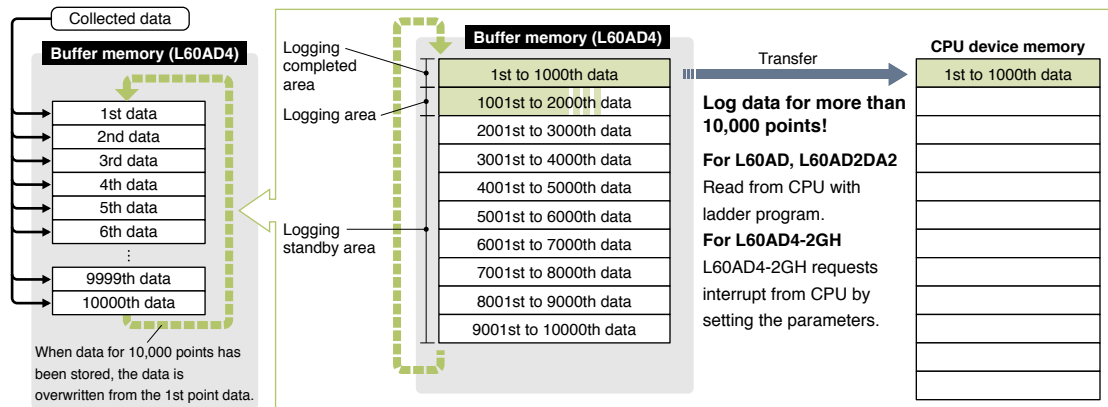 Collected data
Buffer memory (L60AD4)
1st data
2nd data
3rd data
4th data
5th data
6th data
⋮
9999th data
10000th data
When data for 10,000 points has
been stored, the data is
overwritten from the 1st point data.
Logging
completed
area
Logging area
Logging
standby area
Buffer memory (L60AD4)
1st to 1000th data
1001st to 2000th data
2001st to 3000th data
3001st to 4000th data
4001st to 5000th data
5001st to 6000th data
6001st to 7000th data
7001st to 8000th data
8001st to 9000th data
9001st to 10000th data
Transfer
Log data for more than
10,000 points!
For L60AD, L60AD2DA2
Read from CPU with
ladder program.
For L60AD4-2GH
L60AD4-2GH requests
interrupt from CPU by
setting the parameters.
CPU device memory
1st to 1000th data